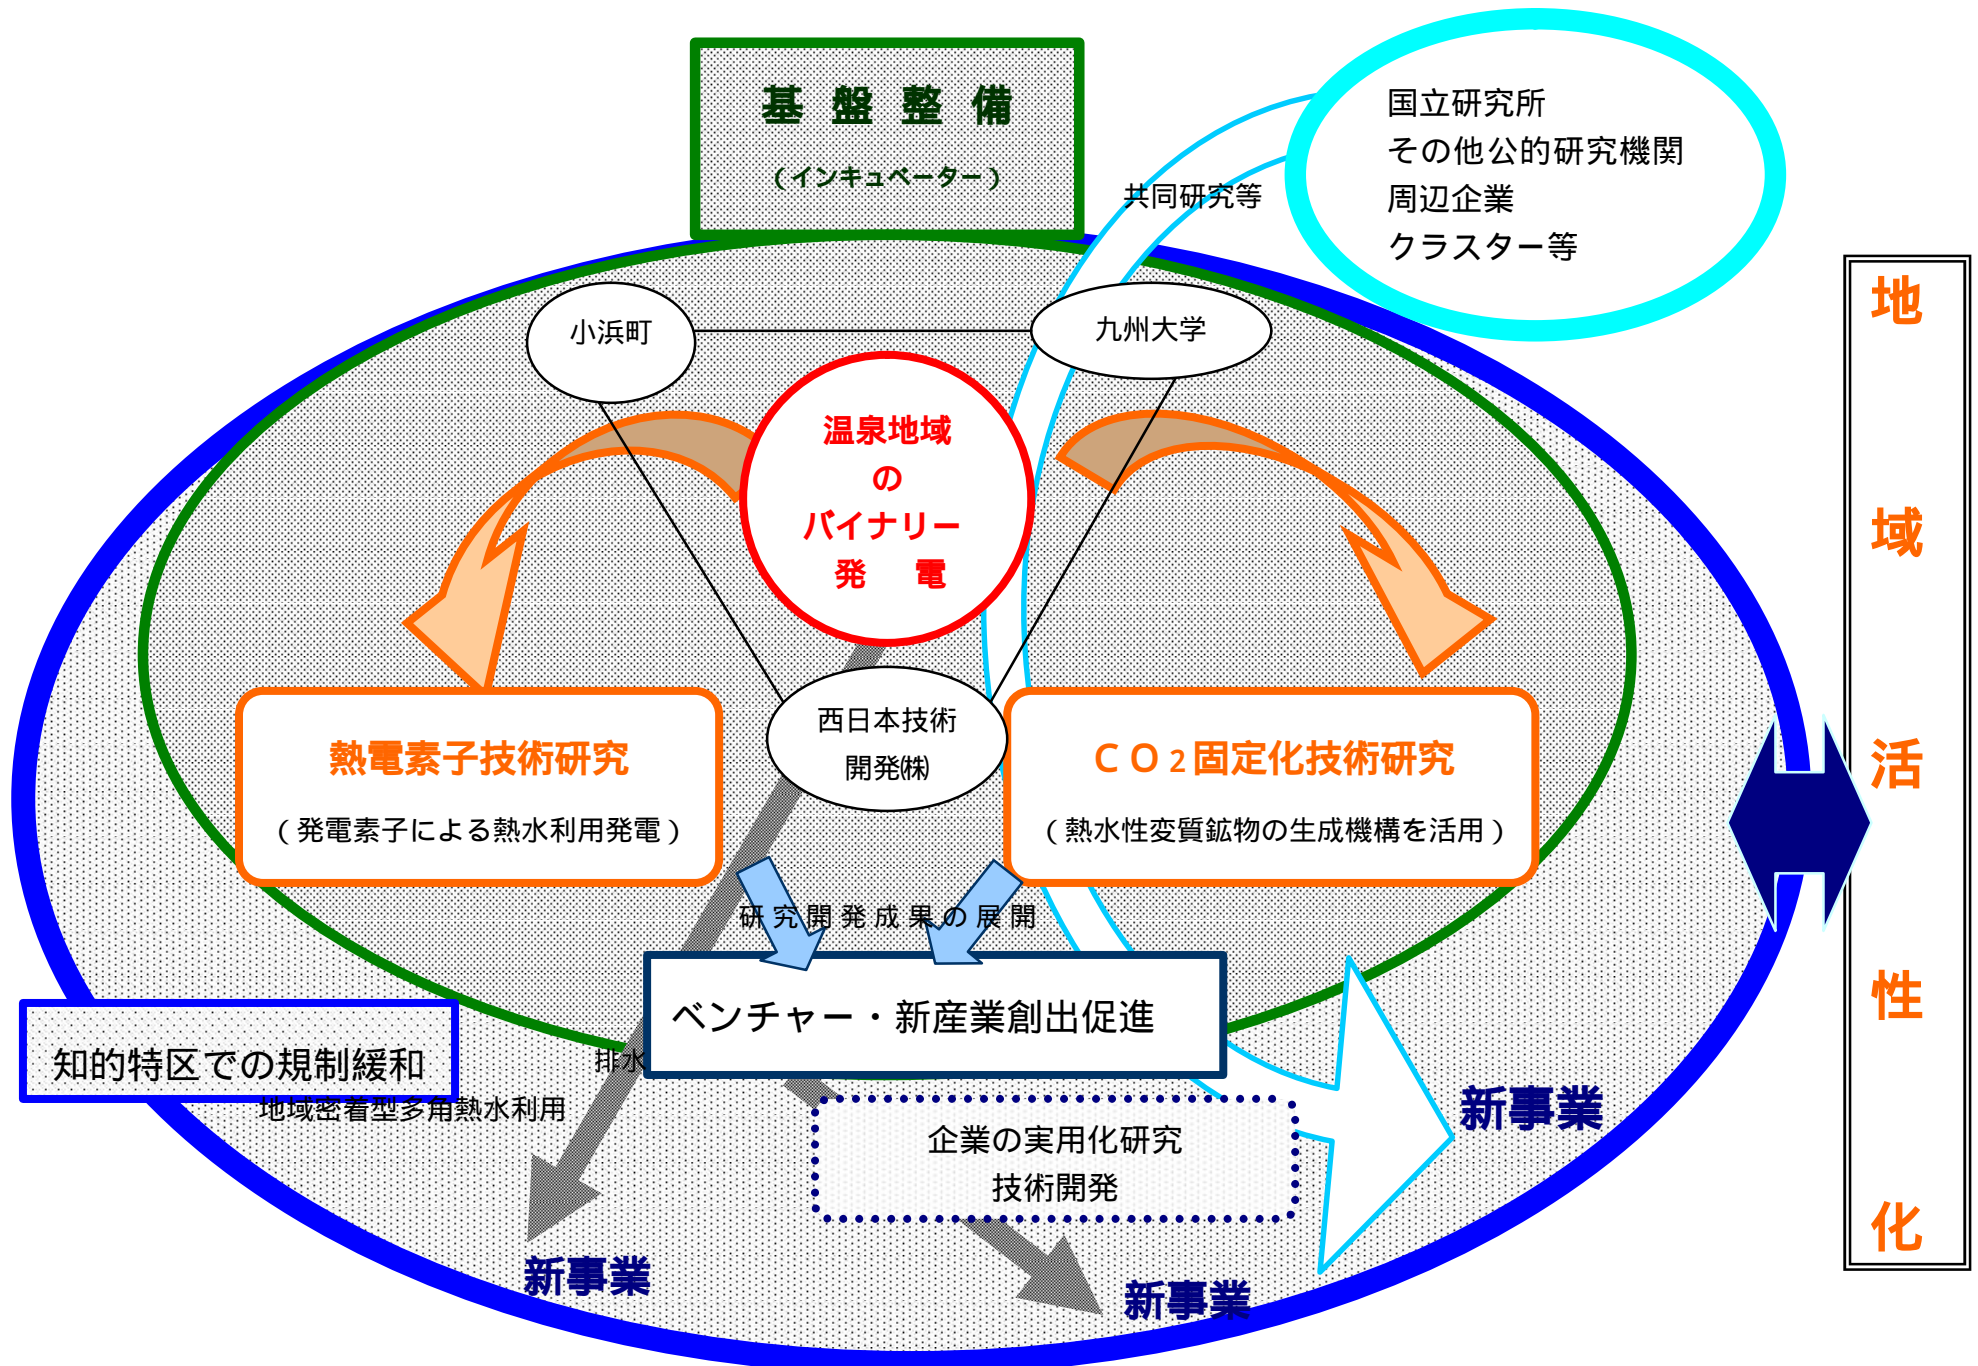 基盤整備
（インキュベーター）
国立研究所
その他公的研究機関
周辺企業
クラスター等
共同研究等
小浜町
九州大学
温泉地域
の
バイナリー
発 電
西日本技術
開発㈱
熱電素子技術研究
（発電素子による熱水利用発電）
ＣＯ２固定化技術研究
（熱水性変質鉱物の生成機構を活用）
研究開発成果の展開
ベンチャー・新産業創出促進
知的特区での規制緩和
排水
地域密着型多角熱水利用
企業の実用化研究
技術開発
新事業
新事業
新事業
地
域
活
性
化